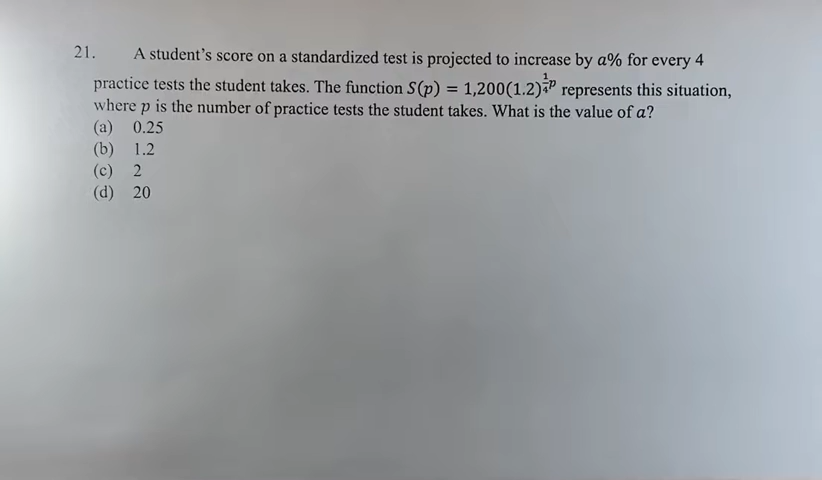 21. A student's score on a standardized test is projected to increase by a% for every 4
practice tests the student takes. The function S(p) = 1,200(1.2)^{\frac{1}{4}p} represents this situation,
where p is the number of practice tests the student takes. What is the value of a?
(a) 0.25
(b) 1.2
(c) 2
(d) 20